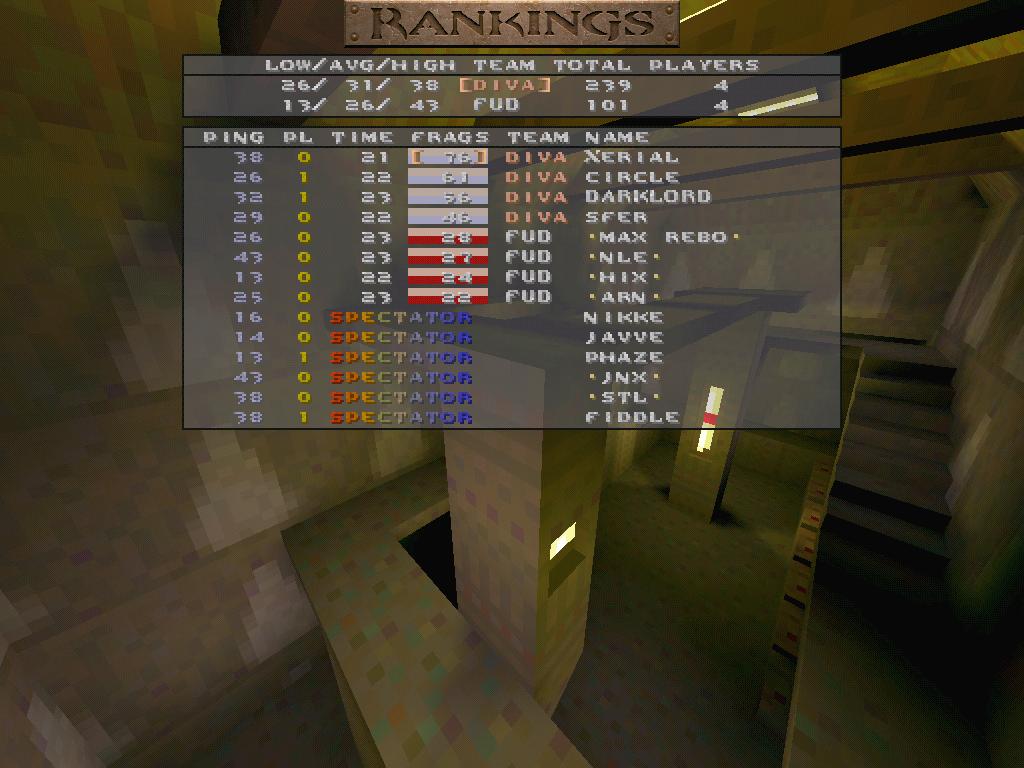 RANKINGS
LOW/AVG/HIGH TEAM TOTAL PLAYERS
26/ 31/ 38 [DIVA] 239 4
13/ 26/ 43 FUD 101 4
PING PL TIME FRAGS TEAM NAME
38 0 21 [ 76] DIVA XERIAL
26 1 22 61 DIVA CIRCLE
32 1 23 56 DIVA DARKLORD
29 0 22 46 DIVA SFER
26 0 23 28 FUD ·MAX REBO·
43 0 23 27 FUD ·NLE·
13 0 22 24 FUD ·HIX·
25 0 23 22 FUD ·ARN·
16 0 SPECTATOR NIKKE
14 0 SPECTATOR JAVVE
13 1 SPECTATOR PHAZE
43 0 SPECTATOR ·JNX·
38 0 SPECTATOR ·STL·
38 1 SPECTATOR FIDDLE